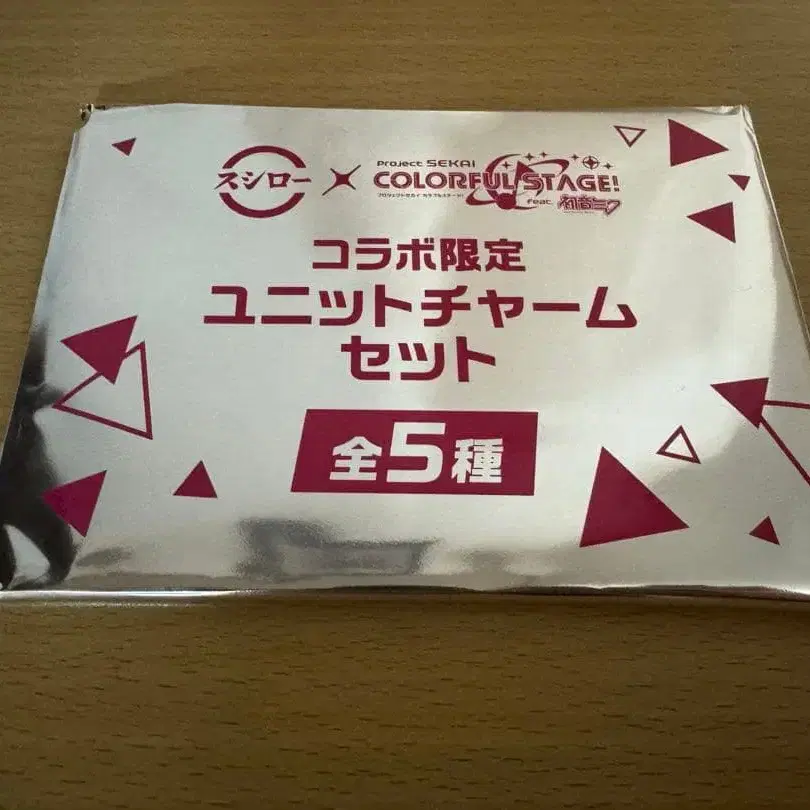 スシロー × Project SEKAI
COLORFUL STAGE!
プロジェクトセカイ カラフルステージ!
feat. 初音ミク
コラボ限定
ユニットチャーム
セット
全5種